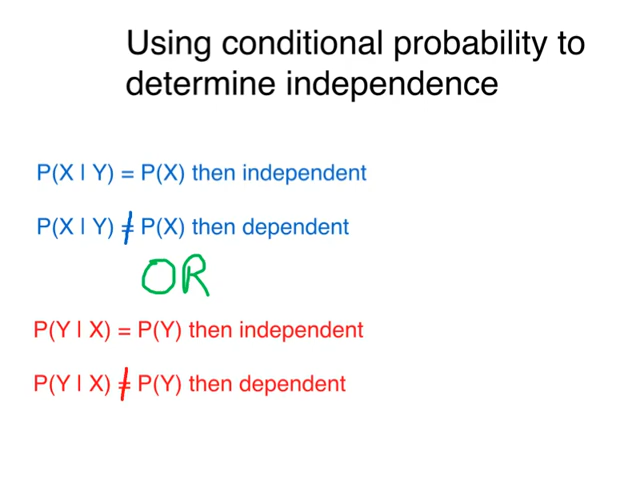 Using conditional probability to
determine independence
P(X | Y) = P(X) then independent
P(X | Y) ≠ P(X) then dependent
OR
P(Y | X) = P(Y) then independent
P(Y | X) ≠ P(Y) then dependent